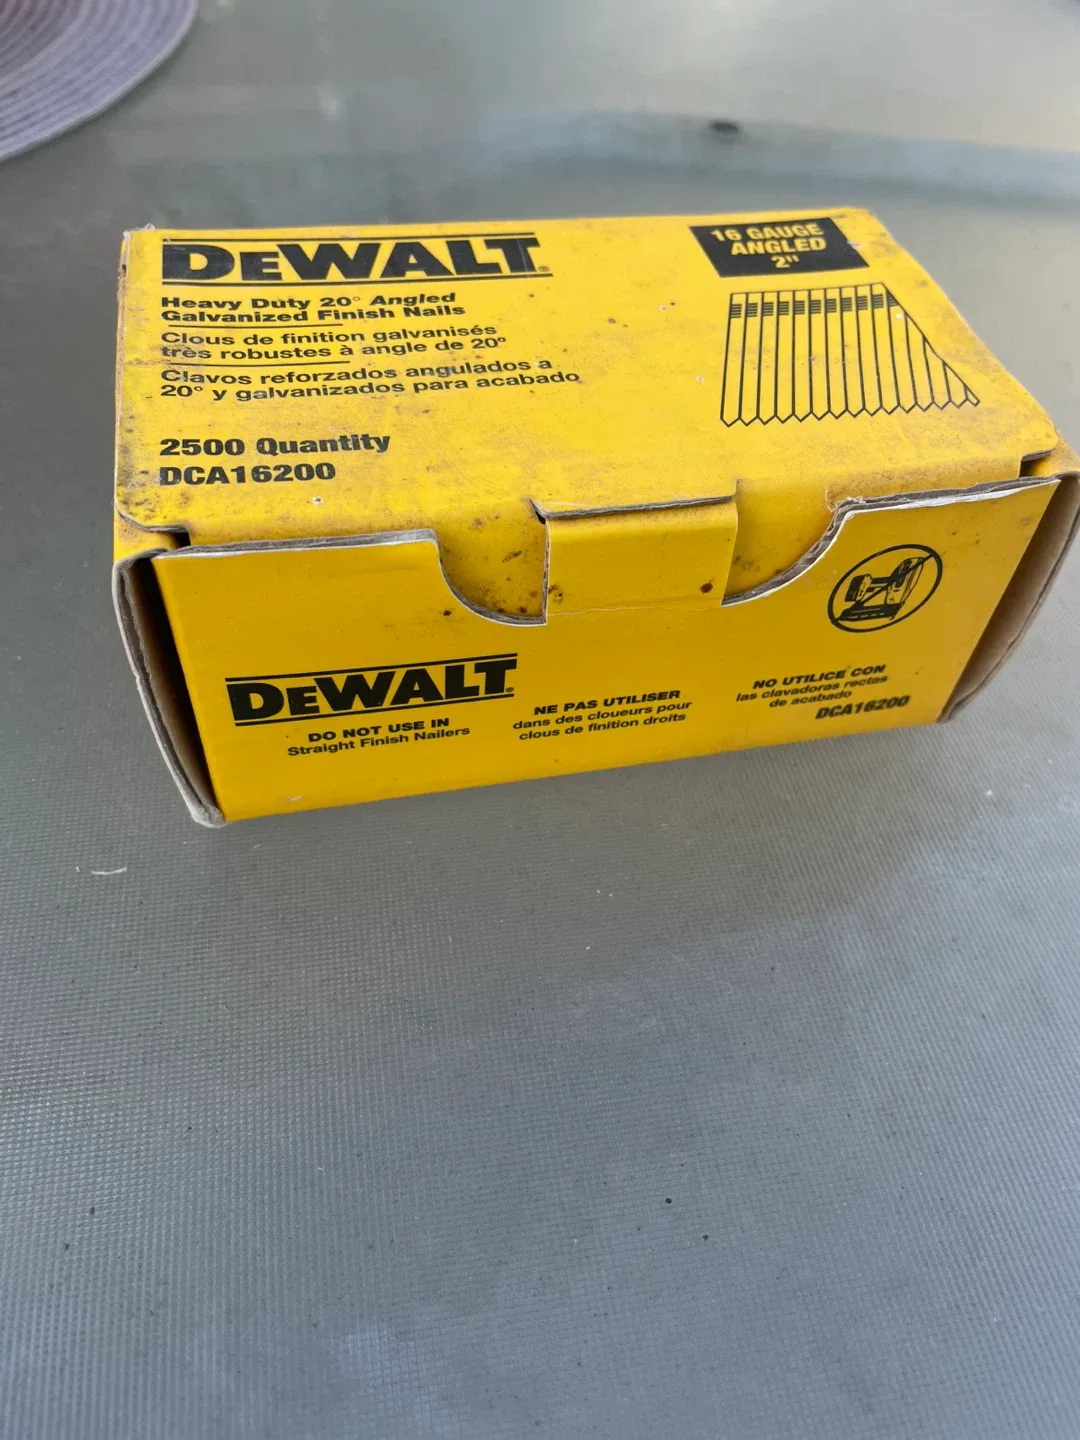 DeWALT®
16 GAUGE
ANGLED
2"
Heavy Duty 20° Angled
Galvanized Finish Nails
Clous de finition galvanisés
très robustes à angle de 20°
Clavos reforzados angulados a
20° y galvanizados para acabado
2500 Quantity
DCA16200
DeWALT®
DO NOT USE IN
Straight Finish Nailers
NE PAS UTILISER
dans des cloueurs pour
clous de finition droits
NO UTILICE CON
las clavadoras rectas
de acabado
DCA16200